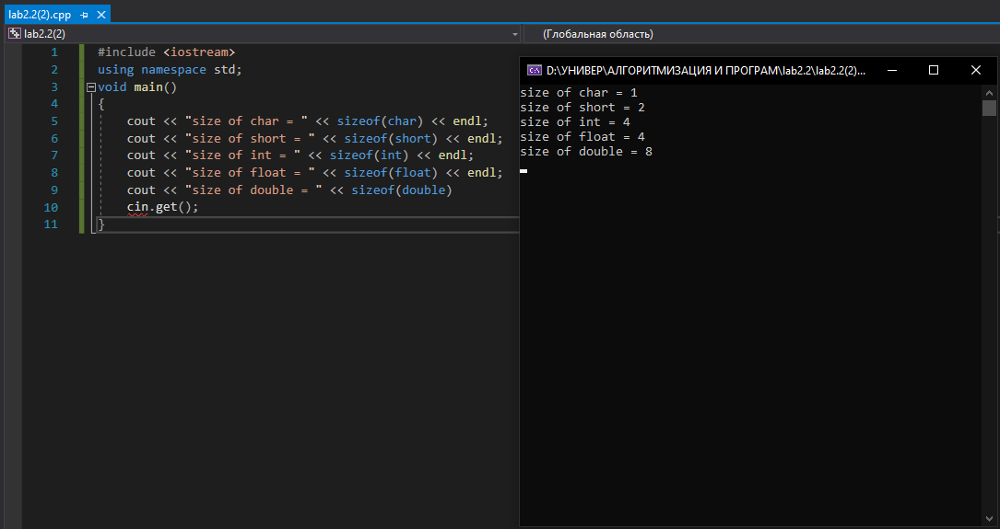 lab2.2(2).cpp
lab2.2(2)
(Глобальная область)
1 #include <iostream>
2 using namespace std;
3 void main()
4 {
5 cout << "size of char = " << sizeof(char) << endl;
6 cout << "size of short = " << sizeof(short) << endl;
7 cout << "size of int = " << sizeof(int) << endl;
8 cout << "size of float = " << sizeof(float) << endl;
9 cout << "size of double = " << sizeof(double)
10 cin.get();
11 }
C:\ D:\УНИВЕР\АЛГОРИТМИЗАЦИЯ И ПРОГРАМ\lab2.2\lab2.2(2)...
size of char = 1
size of short = 2
size of int = 4
size of float = 4
size of double = 8